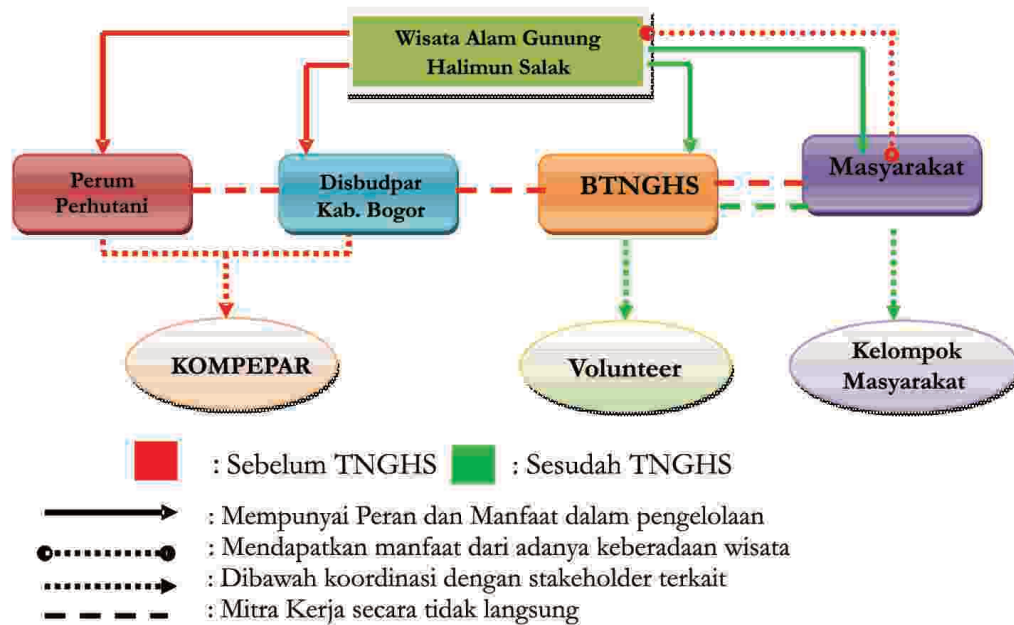 Wisata Alam Gunung
Halimun Salak
Perum
Perhutani
Disbudpar
Kab. Bogor
BTNGHS
Masyarakat
KOMPEPAR
Volunteer
Kelompok
Masyarakat
: Sebelum TNGHS
: Sesudah TNGHS
: Mempunyai Peran dan Manfaat dalam pengelolaan
: Mendapatkan manfaat dari adanya keberadaan wisata
: Dibawah koordinasi dengan stakeholder terkait
: Mitra Kerja secara tidak langsung